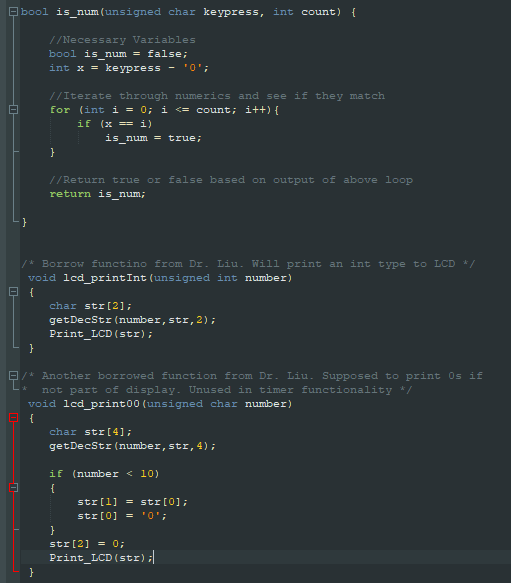 bool is_num(unsigned char keypress, int count) {
//Necessary Variables
bool is_num = false;
int x = keypress - '0';
//Iterate through numerics and see if they match
for (int i = 0; i <= count; i++){
if (x == i)
is_num = true;
}
//Return true or false based on output of above loop
return is_num;
}
/* Borrow functino from Dr. Liu. Will print an int type to LCD */
void lcd_printInt(unsigned int number)
{
char str[2];
getDecStr(number,str,2);
Print_LCD(str);
}
/* Another borrowed function from Dr. Liu. Supposed to print 0s if
* not part of display. Unused in timer functionality */
void lcd_print00(unsigned char number)
{
char str[4];
getDecStr(number,str,4);
if (number < 10)
{
str[1] = str[0];
str[0] = '0';
}
str[2] = 0;
Print_LCD(str);
}